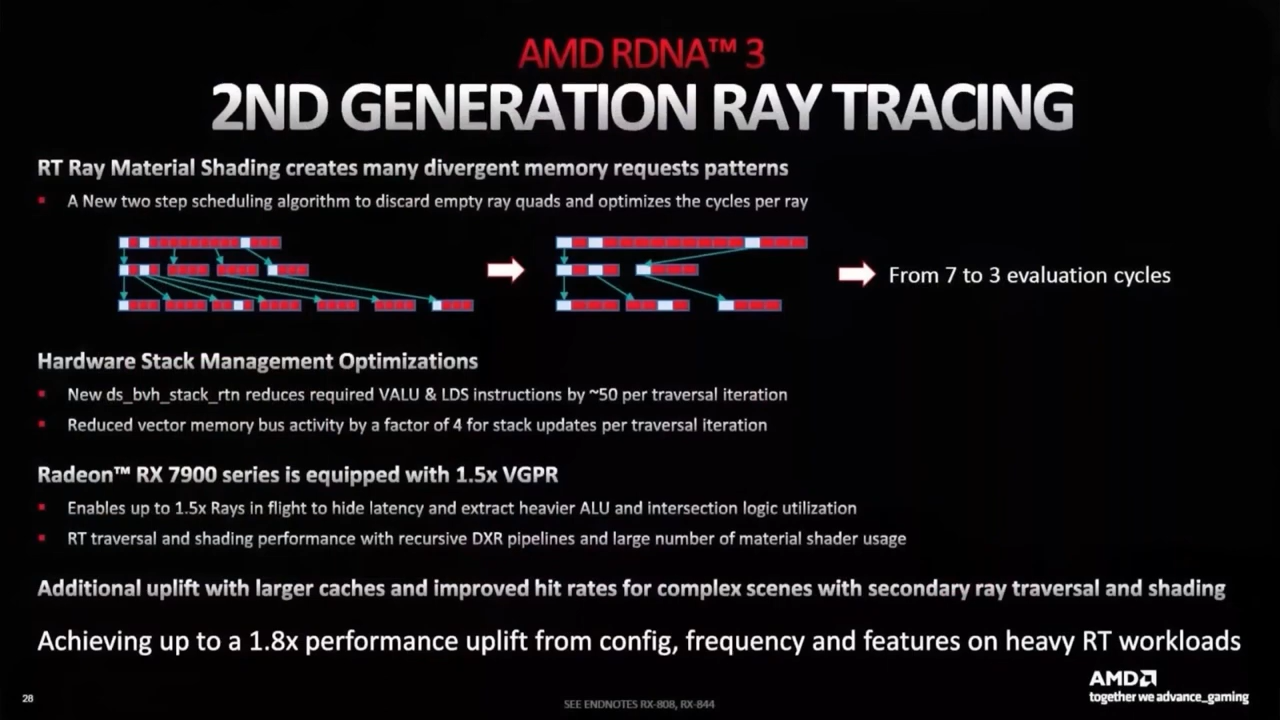 AMD RDNA™ 3
2ND GENERATION RAY TRACING
RT Ray Material Shading creates many divergent memory requests patterns
▪ A New two step scheduling algorithm to discard empty ray quads and optimizes the cycles per ray
From 7 to 3 evaluation cycles
Hardware Stack Management Optimizations
▪ New ds_bvh_stack_rtn reduces required VALU & LDS instructions by ~50 per traversal iteration
▪ Reduced vector memory bus activity by a factor of 4 for stack updates per traversal iteration
Radeon™ RX 7900 series is equipped with 1.5x VGPR
▪ Enables up to 1.5x Rays in flight to hide latency and extract heavier ALU and intersection logic utilization
▪ RT traversal and shading performance with recursive DXR pipelines and large number of material shader usage
Additional uplift with larger caches and improved hit rates for complex scenes with secondary ray traversal and shading
Achieving up to a 1.8x performance uplift from config, frequency and features on heavy RT workloads
AMD
together we advance_gaming
28
SEE ENDNOTES RX-808, RX-844